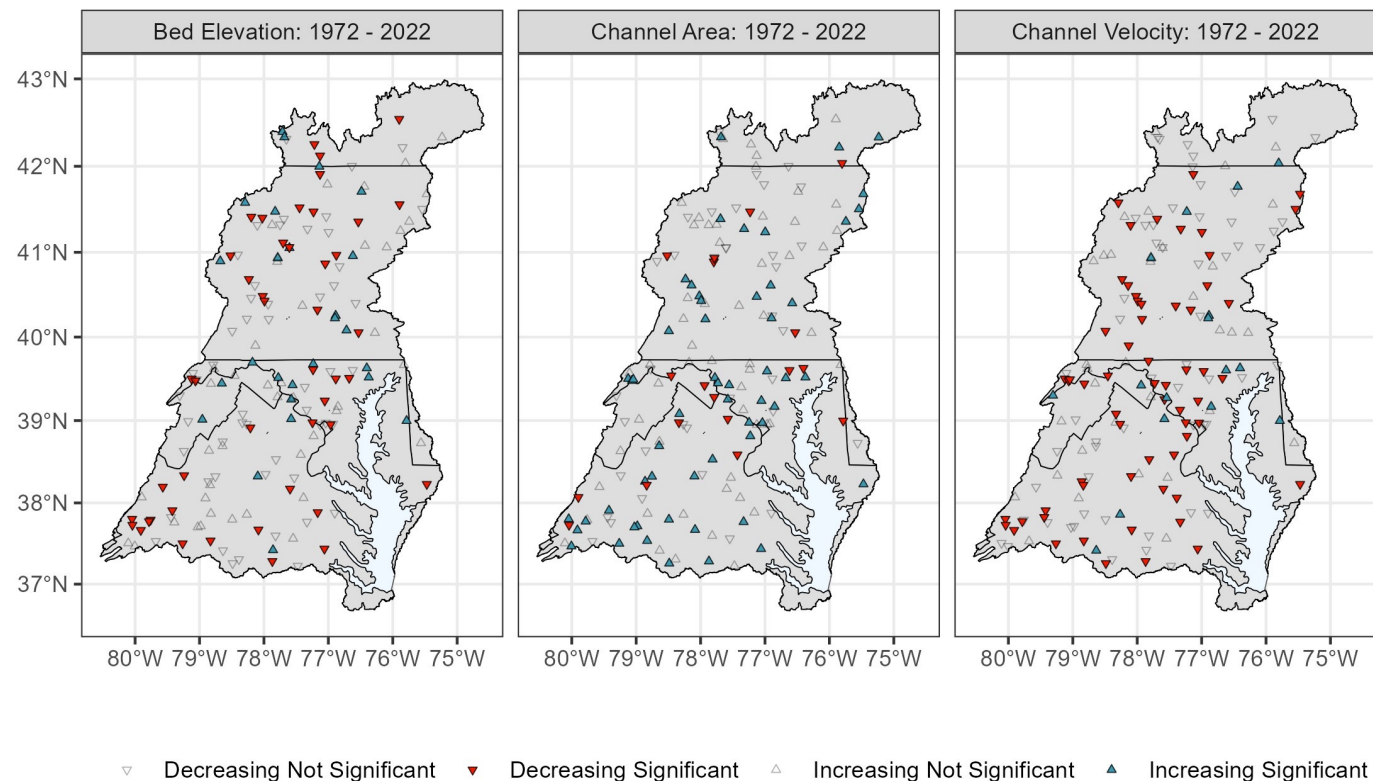 Bed Elevation: 1972 - 2022 Channel Area: 1972 - 2022 Channel Velocity: 1972 - 2022
43°N
42°N
41°N
40°N
39°N
38°N
37°N
80°W 79°W 78°W 77°W 76°W 75°W 80°W 79°W 78°W 77°W 76°W 75°W 80°W 79°W 78°W 77°W 76°W 75°W
Decreasing Not Significant Decreasing Significant Increasing Not Significant Increasing Significant